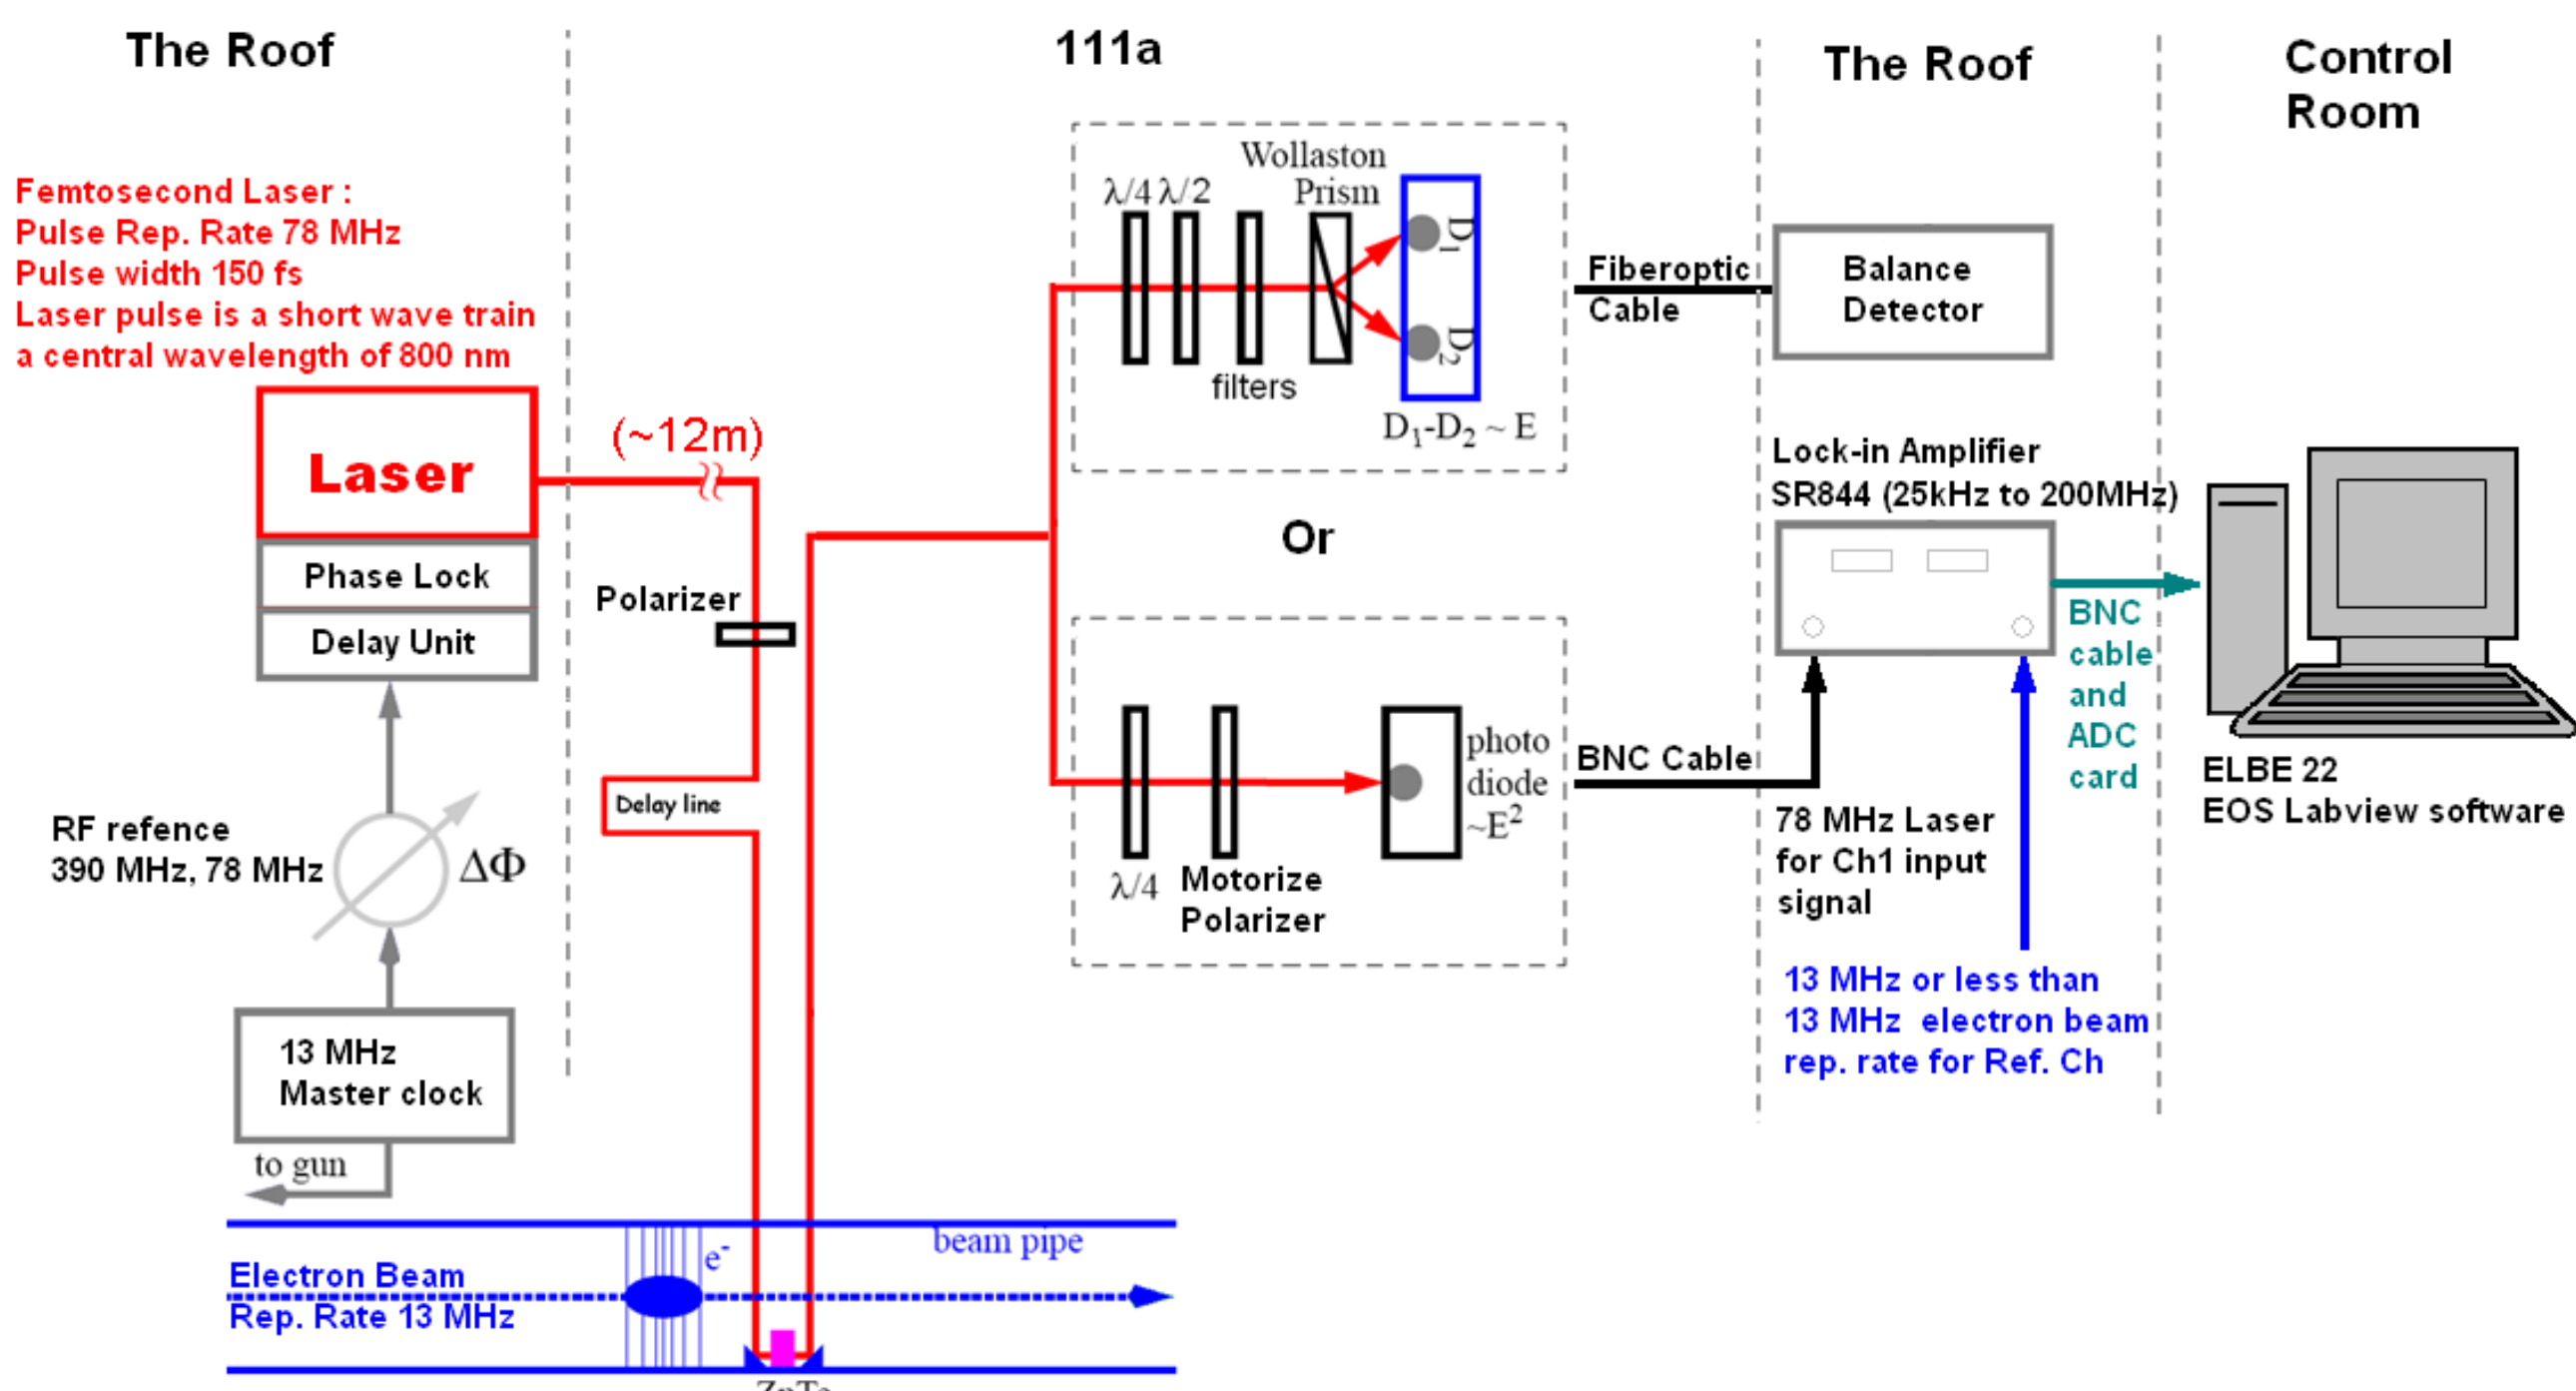 The Roof
111a
The Roof
Control
Room
Femtosecond Laser :
Pulse Rep. Rate 78 MHz
Pulse width 150 fs
Laser pulse is a short wave train
a central wavelength of 800 nm
Laser
Phase Lock
Delay Unit
RF refence
390 MHz, 78 MHz
ΔΦ
13 MHz
Master clock
to gun
(~12m)
Polarizer
Delay line
Wollaston
Prism
λ/4 λ/2
D1
D2
filters
D1-D2 ~ E
Or
λ/4
Motorize
Polarizer
photo
diode
~E²
Fiberoptic
Cable
Balance
Detector
Lock-in Amplifier
SR844 (25kHz to 200MHz)
BNC Cable
78 MHz Laser
for Ch1 input
signal
13 MHz or less than
13 MHz electron beam
rep. rate for Ref. Ch
BNC
cable
and
ADC
card
ELBE 22
EOS Labview software
beam pipe
e-
Electron Beam
Rep. Rate 13 MHz